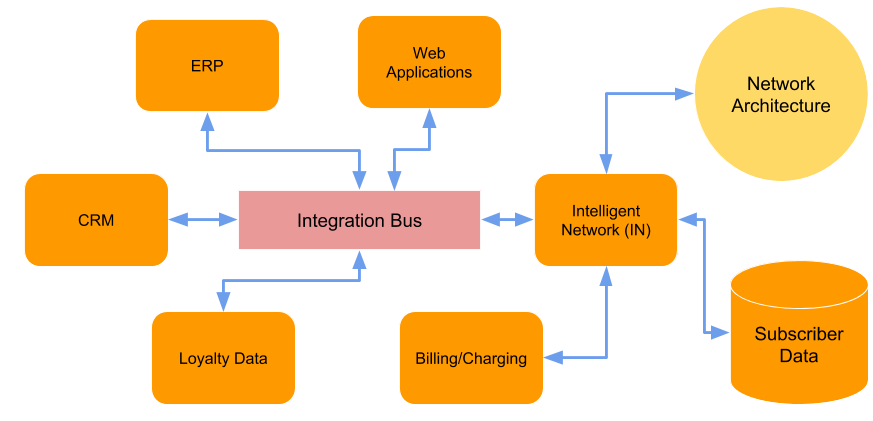 ERP
Web
Applications
Network
Architecture
CRM
Integration Bus
Intelligent
Network (IN)
Loyalty Data
Billing/Charging
Subscriber
Data